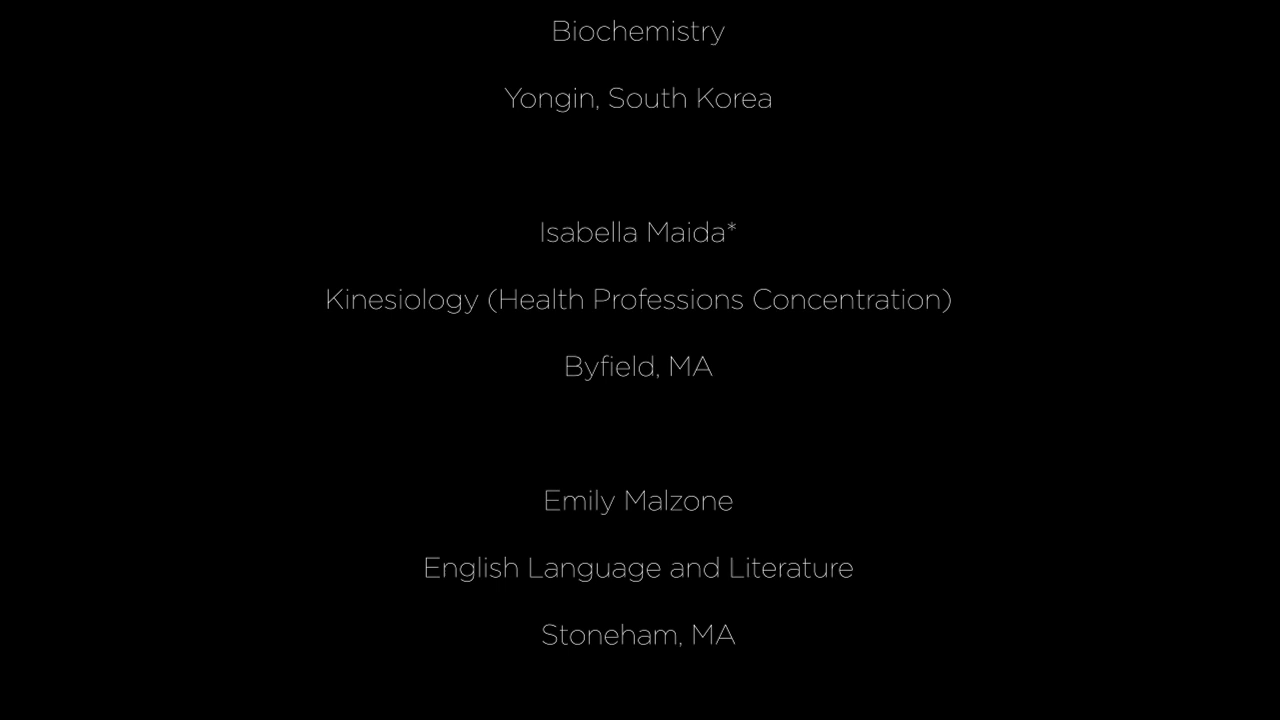 Biochemistry
Yongin, South Korea
Isabella Maida*
Kinesiology (Health Professions Concentration)
Byfield, MA
Emily Malzone
English Language and Literature
Stoneham, MA